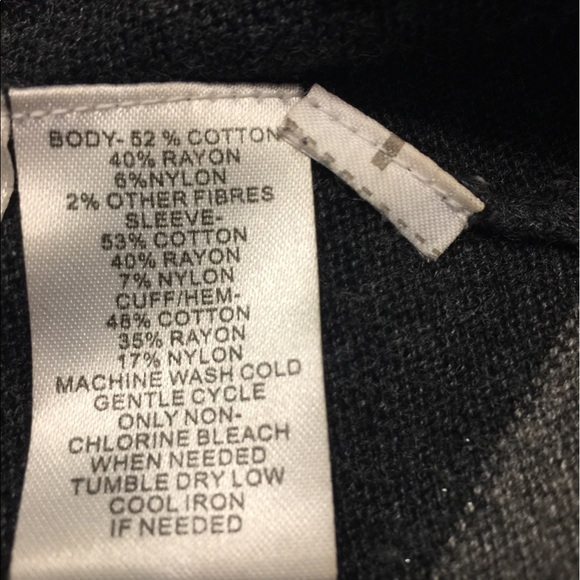 BODY- 52 % COTTON
40% RAYON
6%NYLON
2% OTHER FIBRES
SLEEVE-
53% COTTON
40% RAYON
7% NYLON
CUFF/HEM-
48% COTTON
35% RAYON
17% NYLON
MACHINE WASH COLD
GENTLE CYCLE
ONLY NON-
CHLORINE BLEACH
WHEN NEEDED
TUMBLE DRY LOW
COOL IRON
IF NEEDED